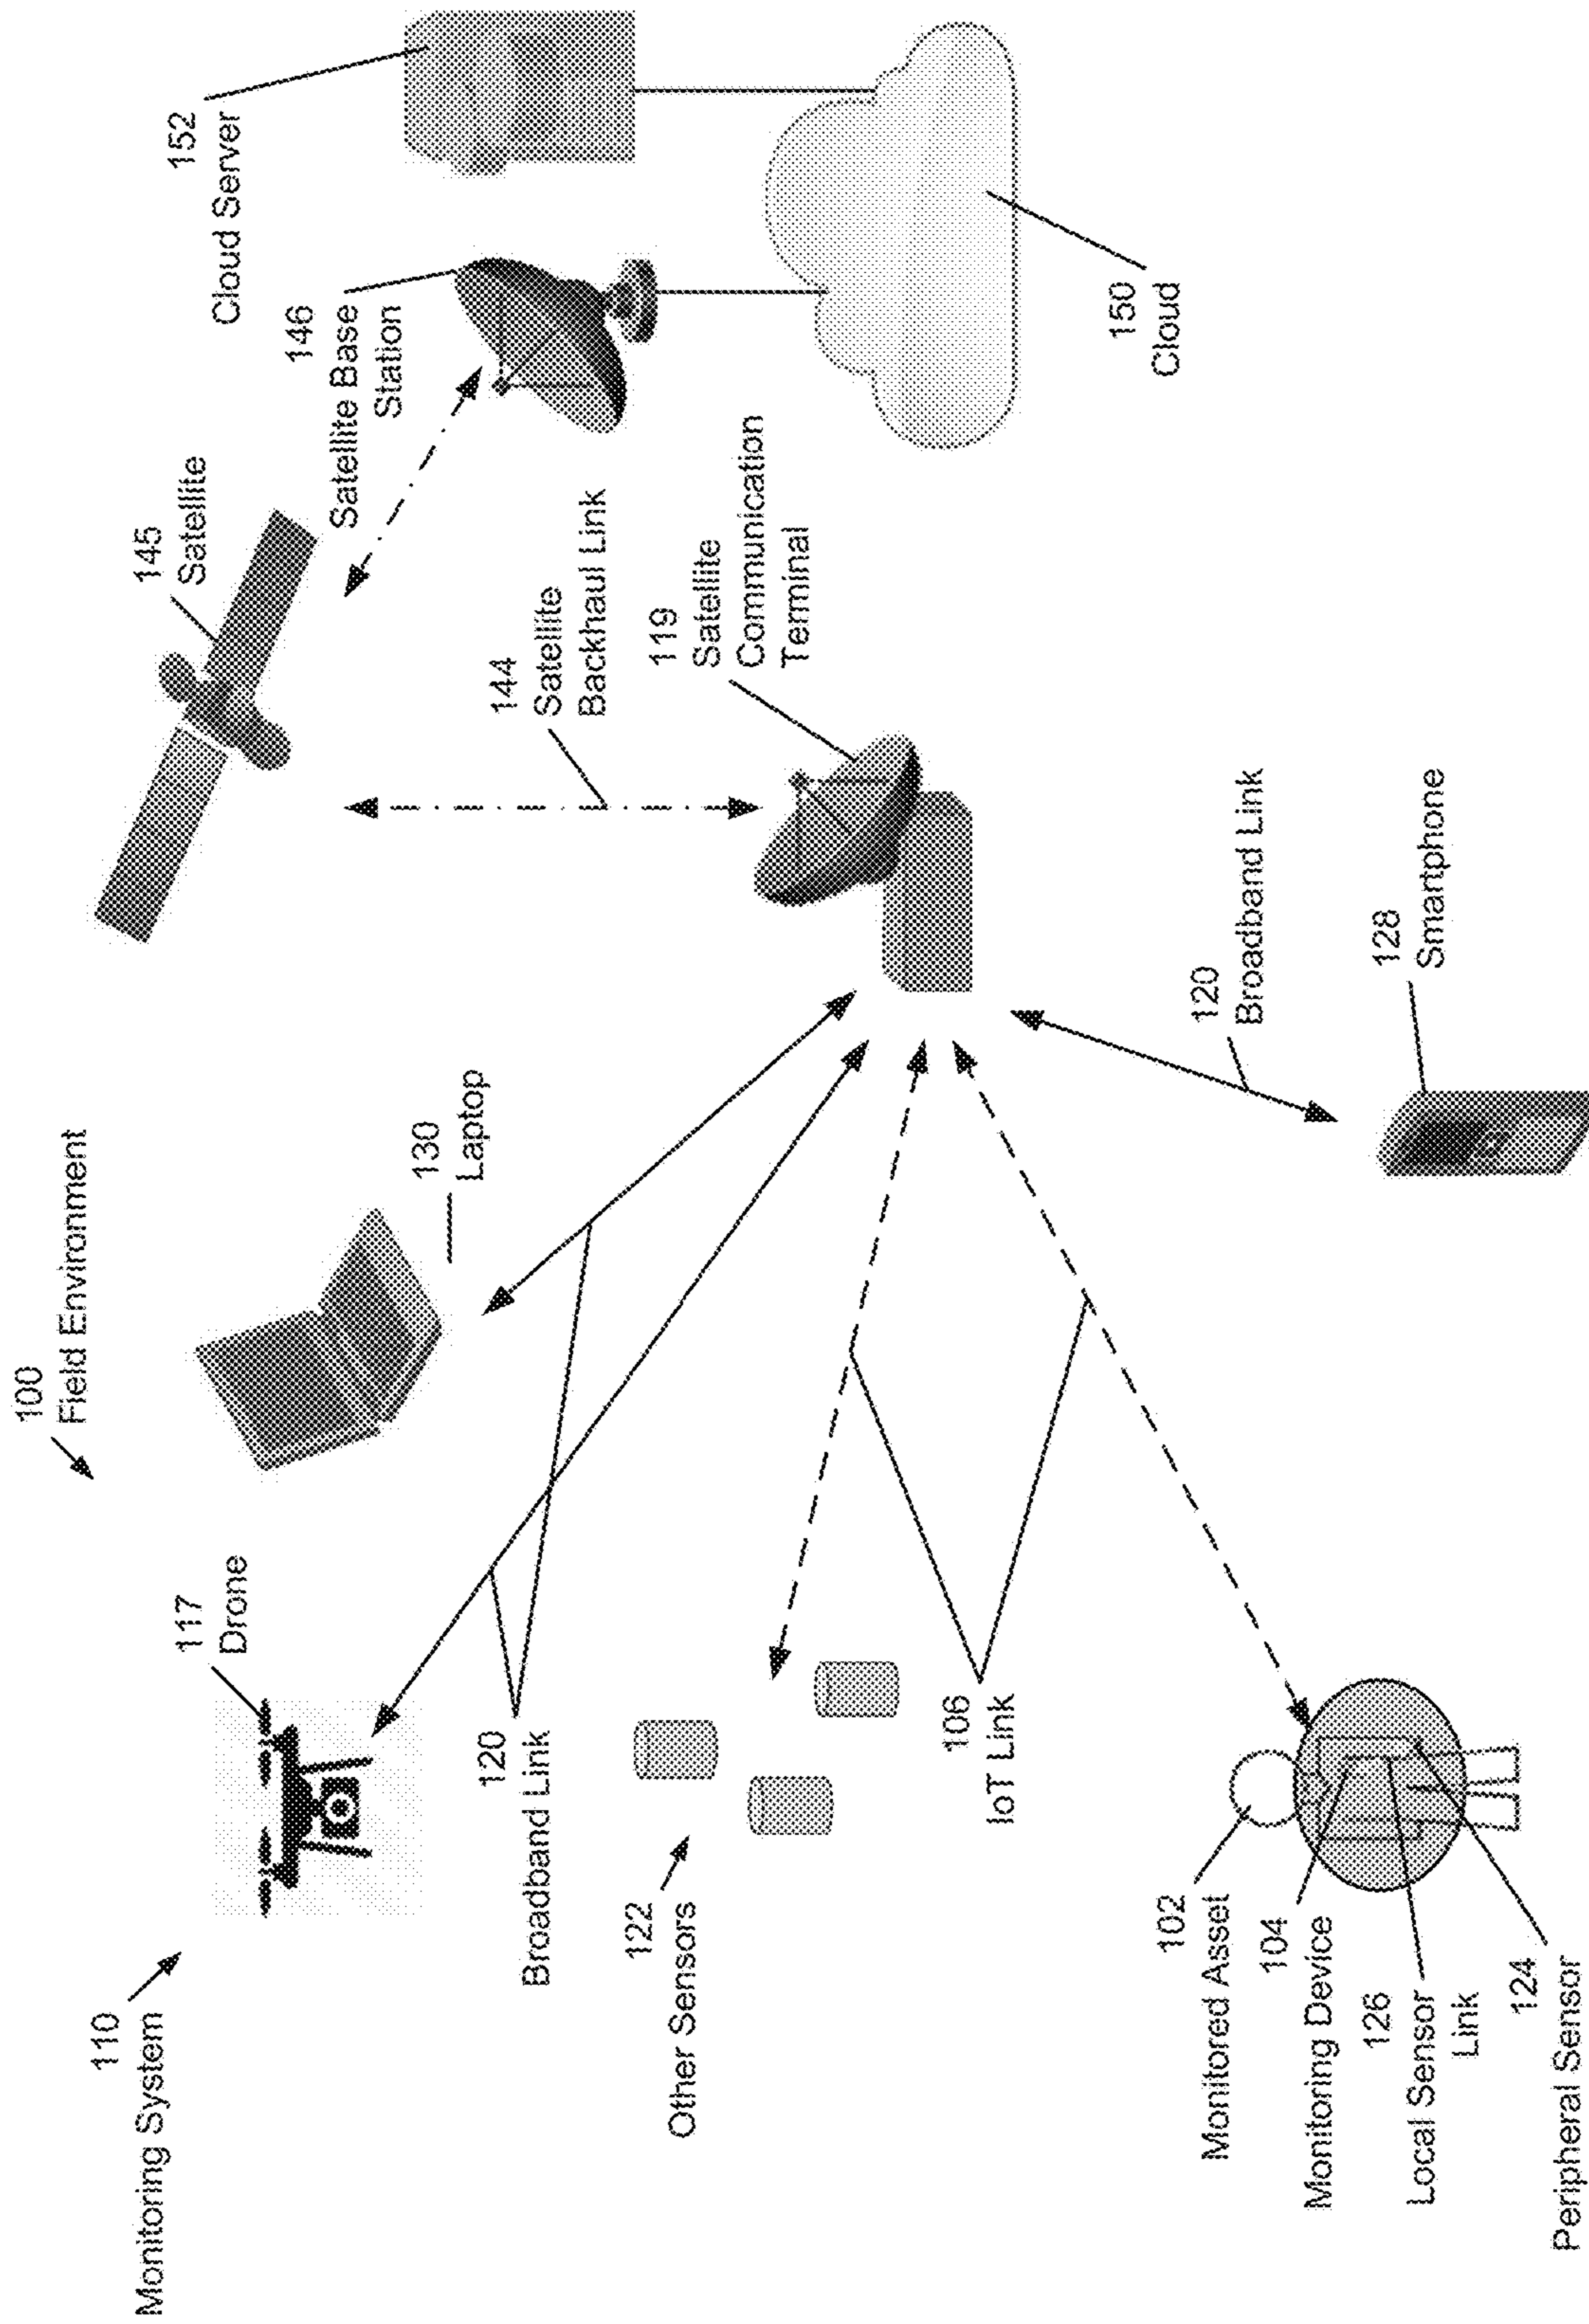 100
Field Environment
110
Monitoring System
117
Drone
130
Laptop
145
Satellite
152
Cloud Server
146
Satellite Base
Station
144
Satellite
Backhaul Link
119
Satellite
Communication
Terminal
120
Broadband Link
122
Other Sensors
106
IoT Link
150
Cloud
120
Broadband Link
128
Smartphone
102
Monitored Asset
104
Monitoring Device
126
Local Sensor
Link
124
Peripheral Sensor